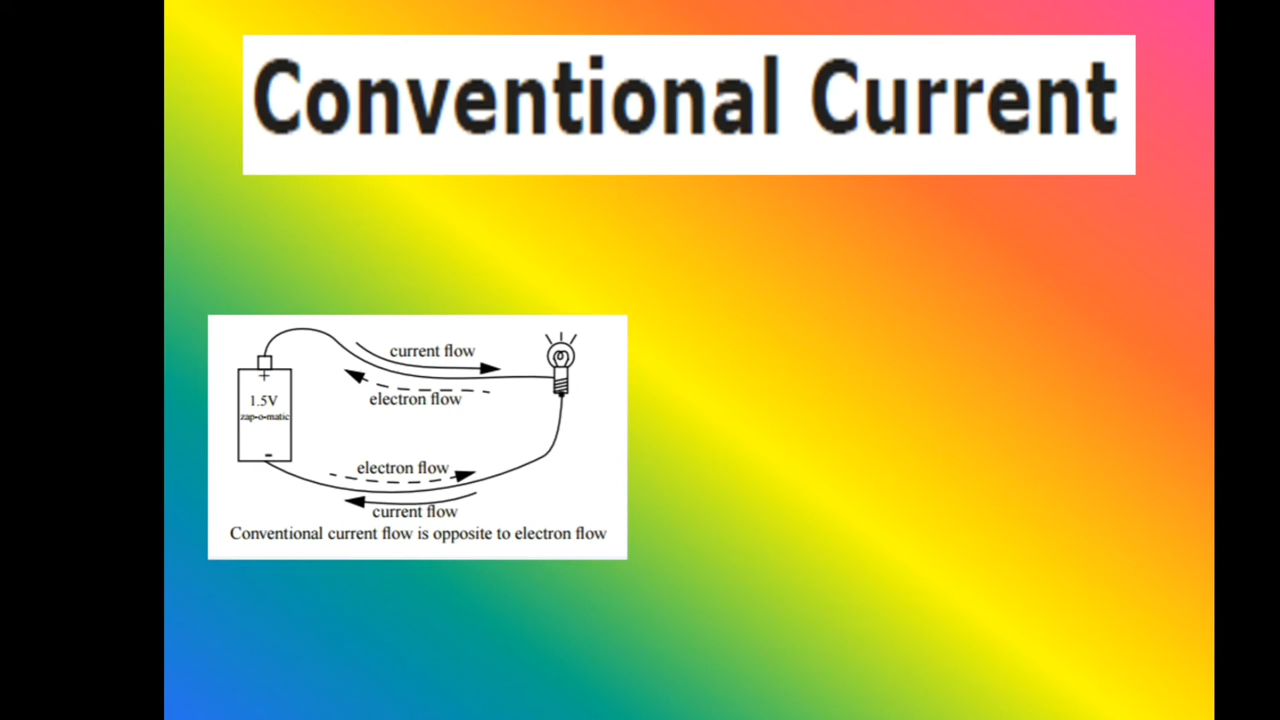 Conventional Current
current flow
+
1.5V
electron flow
zap-o-matic
-
electron flow
current flow
Conventional current flow is opposite to electron flow